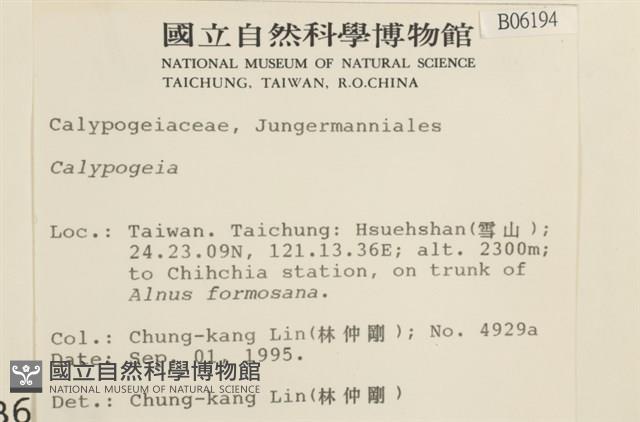 國立自然科學博物館
B06194
NATIONAL MUSEUM OF NATURAL SCIENCE
TAICHUNG, TAIWAN, R.O.CHINA
Calypogeiaceae, Jungermanniales
Calypogeia
Loc.: Taiwan. Taichung: Hsuehshan(雪山);
24.23.09N, 121.13.36E; alt. 2300m;
to Chihchia station, on trunk of
Alnus formosana.
Col.: Chung-kang Lin(林仲剛); No. 4929a
Date: Sep. 01, 1995.
國立自然科學博物館
NATIONAL MUSEUM OF NATURAL SCIENCE
Det.: Chung-kang Lin(林仲剛)
36